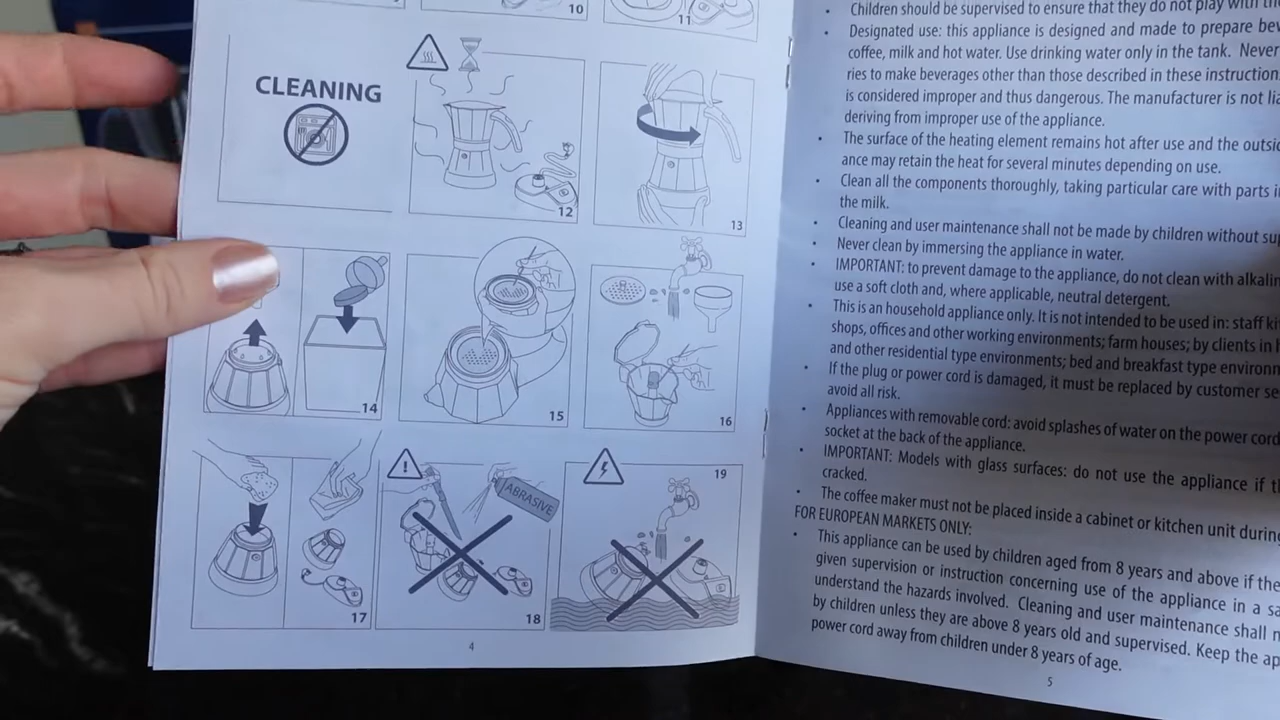 10
11
CLEANING
12
13
14
15
16
17
ABRASIVE
18
19
4
Children should be supervised to ensure that they do not play with
Designated use: this appliance is designed and made to prepare
coffee, milk and hot water. Use drinking water only in the tank. Never
ries to make beverages other than those described in these
is considered improper and thus dangerous. The manufacturer is not
deriving from improper use of the appliance.
The surface of the heating element remains hot after use and the
ance may retain the heat for several minutes depending on use.
Clean all the components thoroughly, taking particular care with parts
the milk.
Cleaning and user maintenance shall not be made by children without
Never clean by immersing the appliance in water.
IMPORTANT: to prevent damage to the appliance, do not clean with
use a soft cloth and, where applicable, neutral detergent.
This is an household appliance only. It is not intended to be used in: staff
shops, offices and other working environments; farm houses; by clients in
and other residential type environments; bed and breakfast type
If the plug or power cord is damaged, it must be replaced by customer
avoid all risk.
Appliances with removable cord: avoid splashes of water on the power cord
socket at the back of the appliance.
IMPORTANT: Models with glass surfaces: do not use the appliance if
cracked.
The coffee maker must not be placed inside a cabinet or kitchen unit
FOR EUROPEAN MARKETS ONLY:
This appliance can be used by children aged from 8 years and above if
given supervision or instruction concerning use of the appliance in a
understand the hazards involved. Cleaning and user maintenance shall
by children unless they are above 8 years old and supervised. Keep the
power cord away from children under 8 years of age.
5